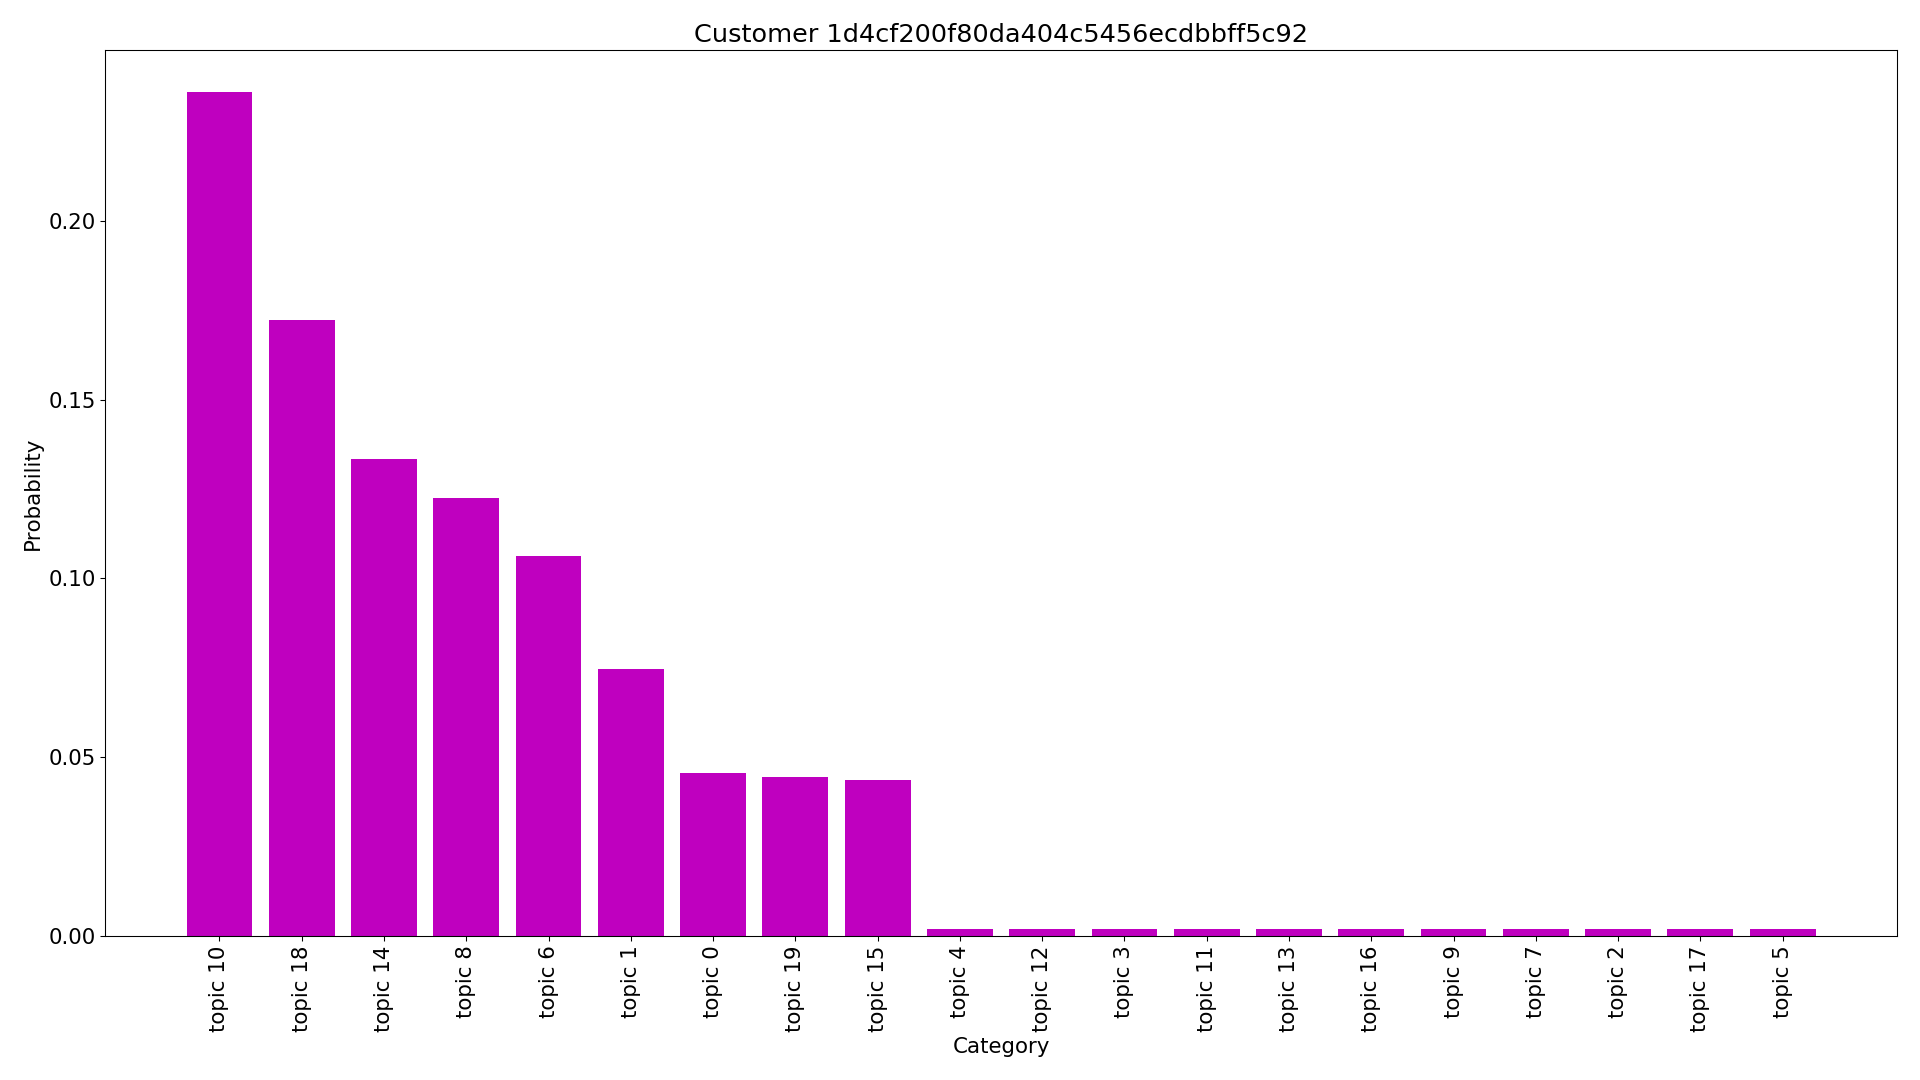 Customer 1d4cf200f80da404c5456ecdbbff5c92
Probability
0.20
0.15
0.10
0.05
0.00
topic 10
topic 18
topic 14
topic 8
topic 6
topic 1
topic 0
topic 19
topic 15
topic 4
topic 12
topic 3
topic 11
topic 13
topic 16
topic 9
topic 7
topic 2
topic 17
topic 5
Category